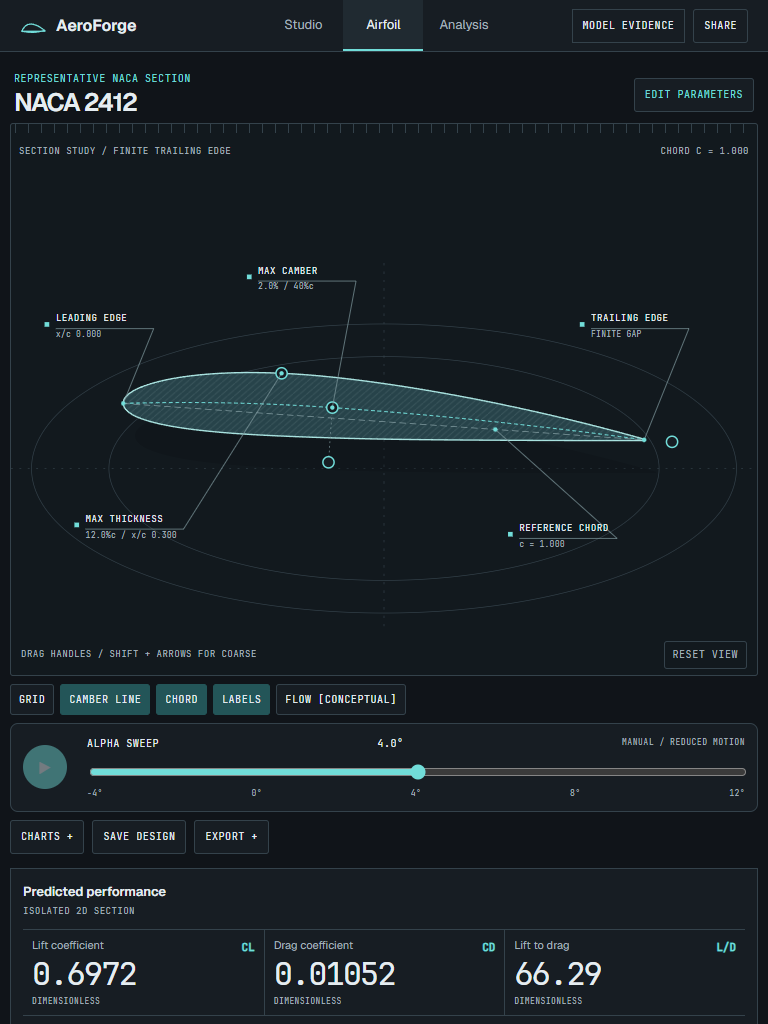 AeroForge
Studio
Airfoil
Analysis
MODEL EVIDENCE
SHARE
REPRESENTATIVE NACA SECTION
NACA 2412
EDIT PARAMETERS
SECTION STUDY / FINITE TRAILING EDGE
CHORD C = 1.000
MAX CAMBER
2.0% / 40%c
LEADING EDGE
x/c 0.000
TRAILING EDGE
FINITE GAP
MAX THICKNESS
12.0%c / x/c 0.300
REFERENCE CHORD
c = 1.000
DRAG HANDLES / SHIFT + ARROWS FOR COARSE
RESET VIEW
GRID
CAMBER LINE
CHORD
LABELS
FLOW [CONCEPTUAL]
ALPHA SWEEP
4.0°
MANUAL / REDUCED MOTION
-4°
0°
4°
8°
12°
CHARTS +
SAVE DESIGN
EXPORT +
Predicted performance
ISOLATED 2D SECTION
Lift coefficient
CL
0.6972
DIMENSIONLESS
Drag coefficient
CD
0.01052
DIMENSIONLESS
Lift to drag
L/D
66.29
DIMENSIONLESS